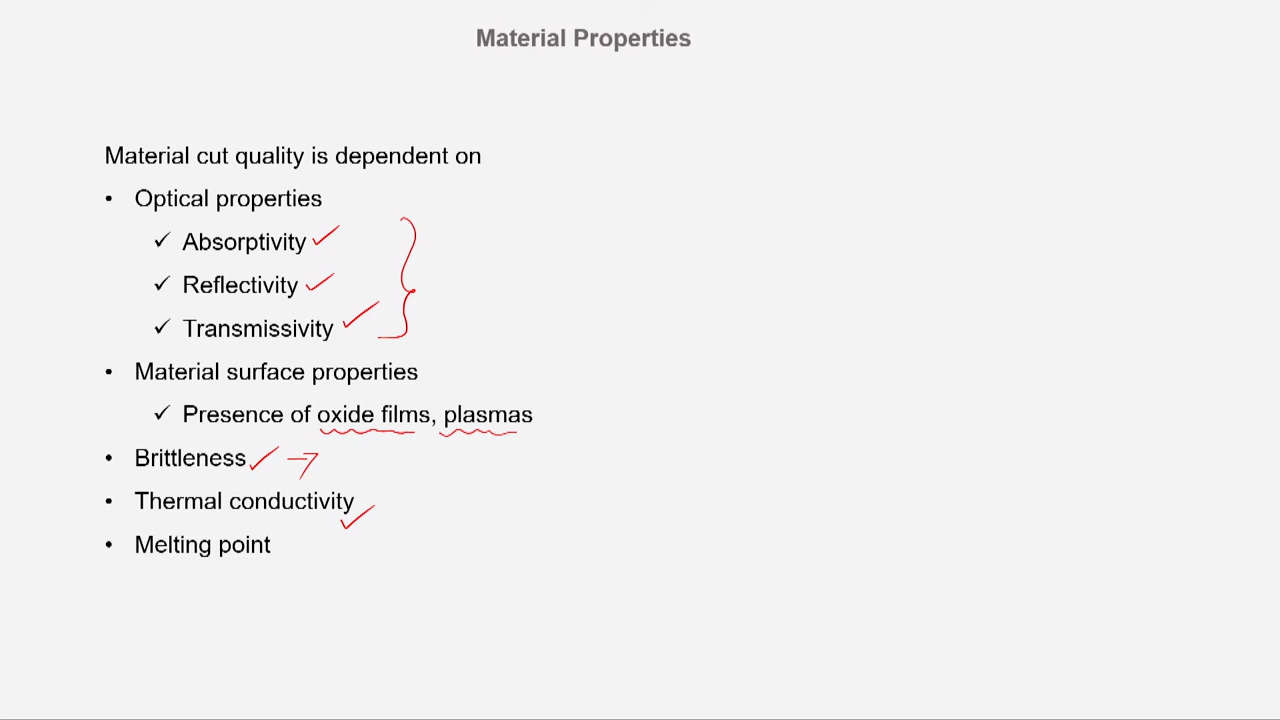 Material Properties
Material cut quality is dependent on
• Optical properties
✓ Absorptivity
✓ Reflectivity
✓ Transmissivity
• Material surface properties
✓ Presence of oxide films, plasmas
• Brittleness
• Thermal conductivity
• Melting point